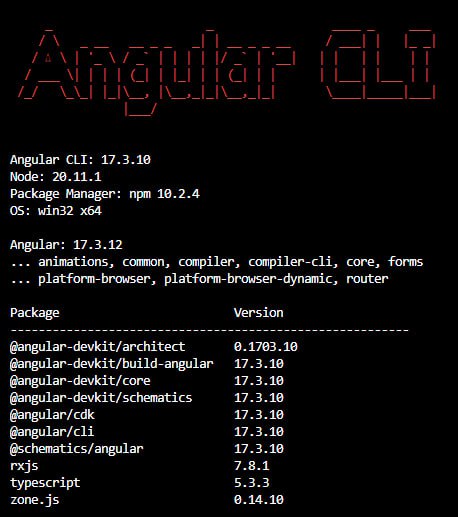 Angular CLI
Angular CLI: 17.3.10
Node: 20.11.1
Package Manager: npm 10.2.4
OS: win32 x64
Angular: 17.3.12
... animations, common, compiler, compiler-cli, core, forms
... platform-browser, platform-browser-dynamic, router
Package Version
---------------------------------------------------------
@angular-devkit/architect 0.1703.10
@angular-devkit/build-angular 17.3.10
@angular-devkit/core 17.3.10
@angular-devkit/schematics 17.3.10
@angular/cdk 17.3.10
@angular/cli 17.3.10
@schematics/angular 17.3.10
rxjs 7.8.1
typescript 5.3.3
zone.js 0.14.10